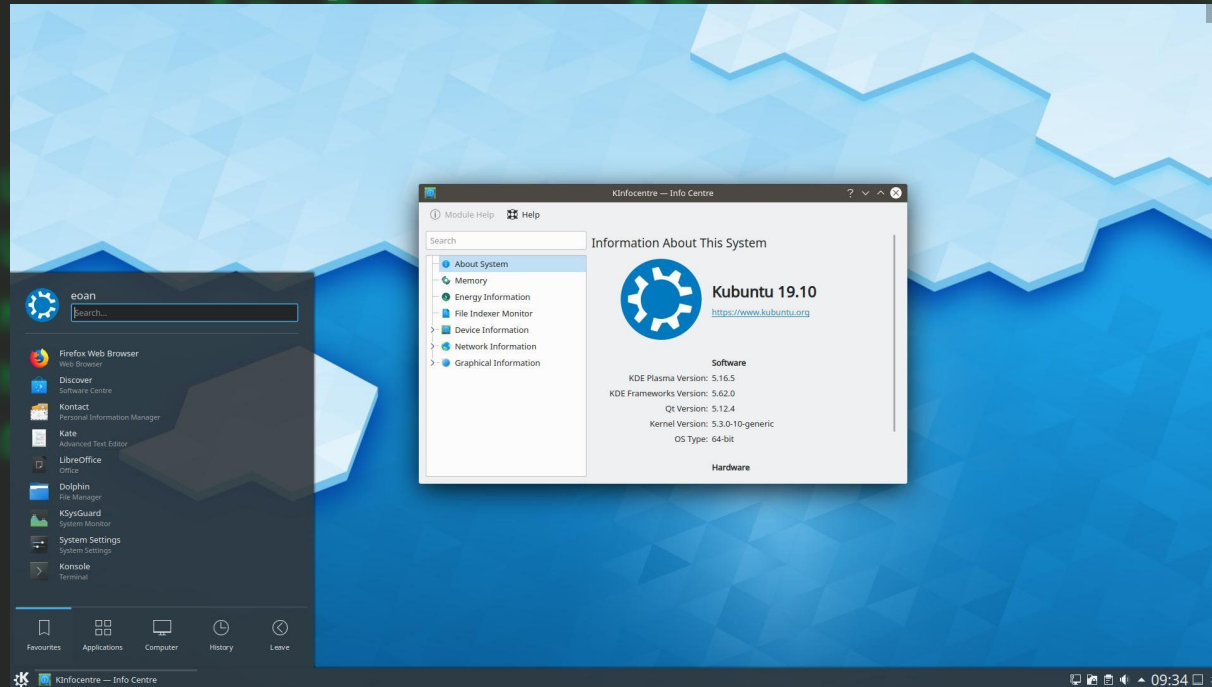 KInfocentre — Info Centre
Module Help Help
Search
About System
Memory
Energy Information
File Indexer Monitor
Device Information
Network Information
Graphical Information
Information About This System
Kubuntu 19.10
https://www.kubuntu.org
Software
KDE Plasma Version: 5.16.5
KDE Frameworks Version: 5.62.0
Qt Version: 5.12.4
Kernel Version: 5.3.0-10-generic
OS Type: 64-bit
Hardware
eoan
Search...
Firefox Web Browser
Web Browser
Discover
Software Centre
Kontact
Personal Information Manager
Kate
Advanced Text Editor
LibreOffice
Office
Dolphin
File Manager
KSysGuard
System Monitor
System Settings
System Settings
Konsole
Terminal
Favourites Applications Computer History Leave
KInfocentre — Info Centre
09:34